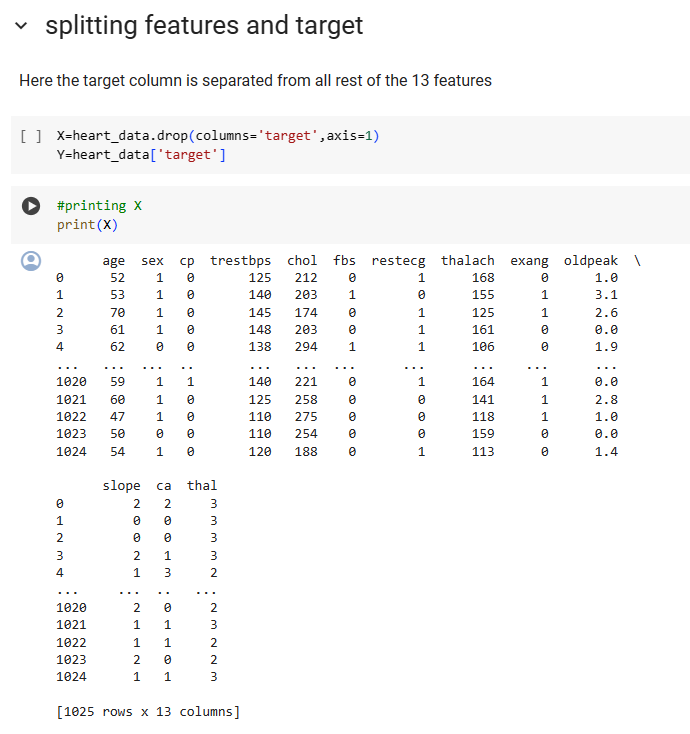 splitting features and target
Here the target column is separated from all rest of the 13 features
[ ] X=heart_data.drop(columns='target',axis=1)
Y=heart_data['target']
#printing X
print(X)
age sex cp trestbps chol fbs restecg thalach exang oldpeak \
0 52 1 0 125 212 0 1 168 0 1.0
1 53 1 0 140 203 1 0 155 1 3.1
2 70 1 0 145 174 0 1 125 1 2.6
3 61 1 0 148 203 0 1 161 0 0.0
4 62 0 0 138 294 1 1 106 0 1.9
... ... ... .. ... ... ... ... ... ... ...
1020 59 1 1 140 221 0 1 164 1 0.0
1021 60 1 0 125 258 0 0 141 1 2.8
1022 47 1 0 110 275 0 0 118 1 1.0
1023 50 0 0 110 254 0 0 159 0 0.0
1024 54 1 0 120 188 0 1 113 0 1.4
slope ca thal
0 2 2 3
1 0 0 3
2 0 0 3
3 2 1 3
4 1 3 2
... ... .. ...
1020 2 0 2
1021 1 1 3
1022 1 1 2
1023 2 0 2
1024 1 1 3
[1025 rows x 13 columns]